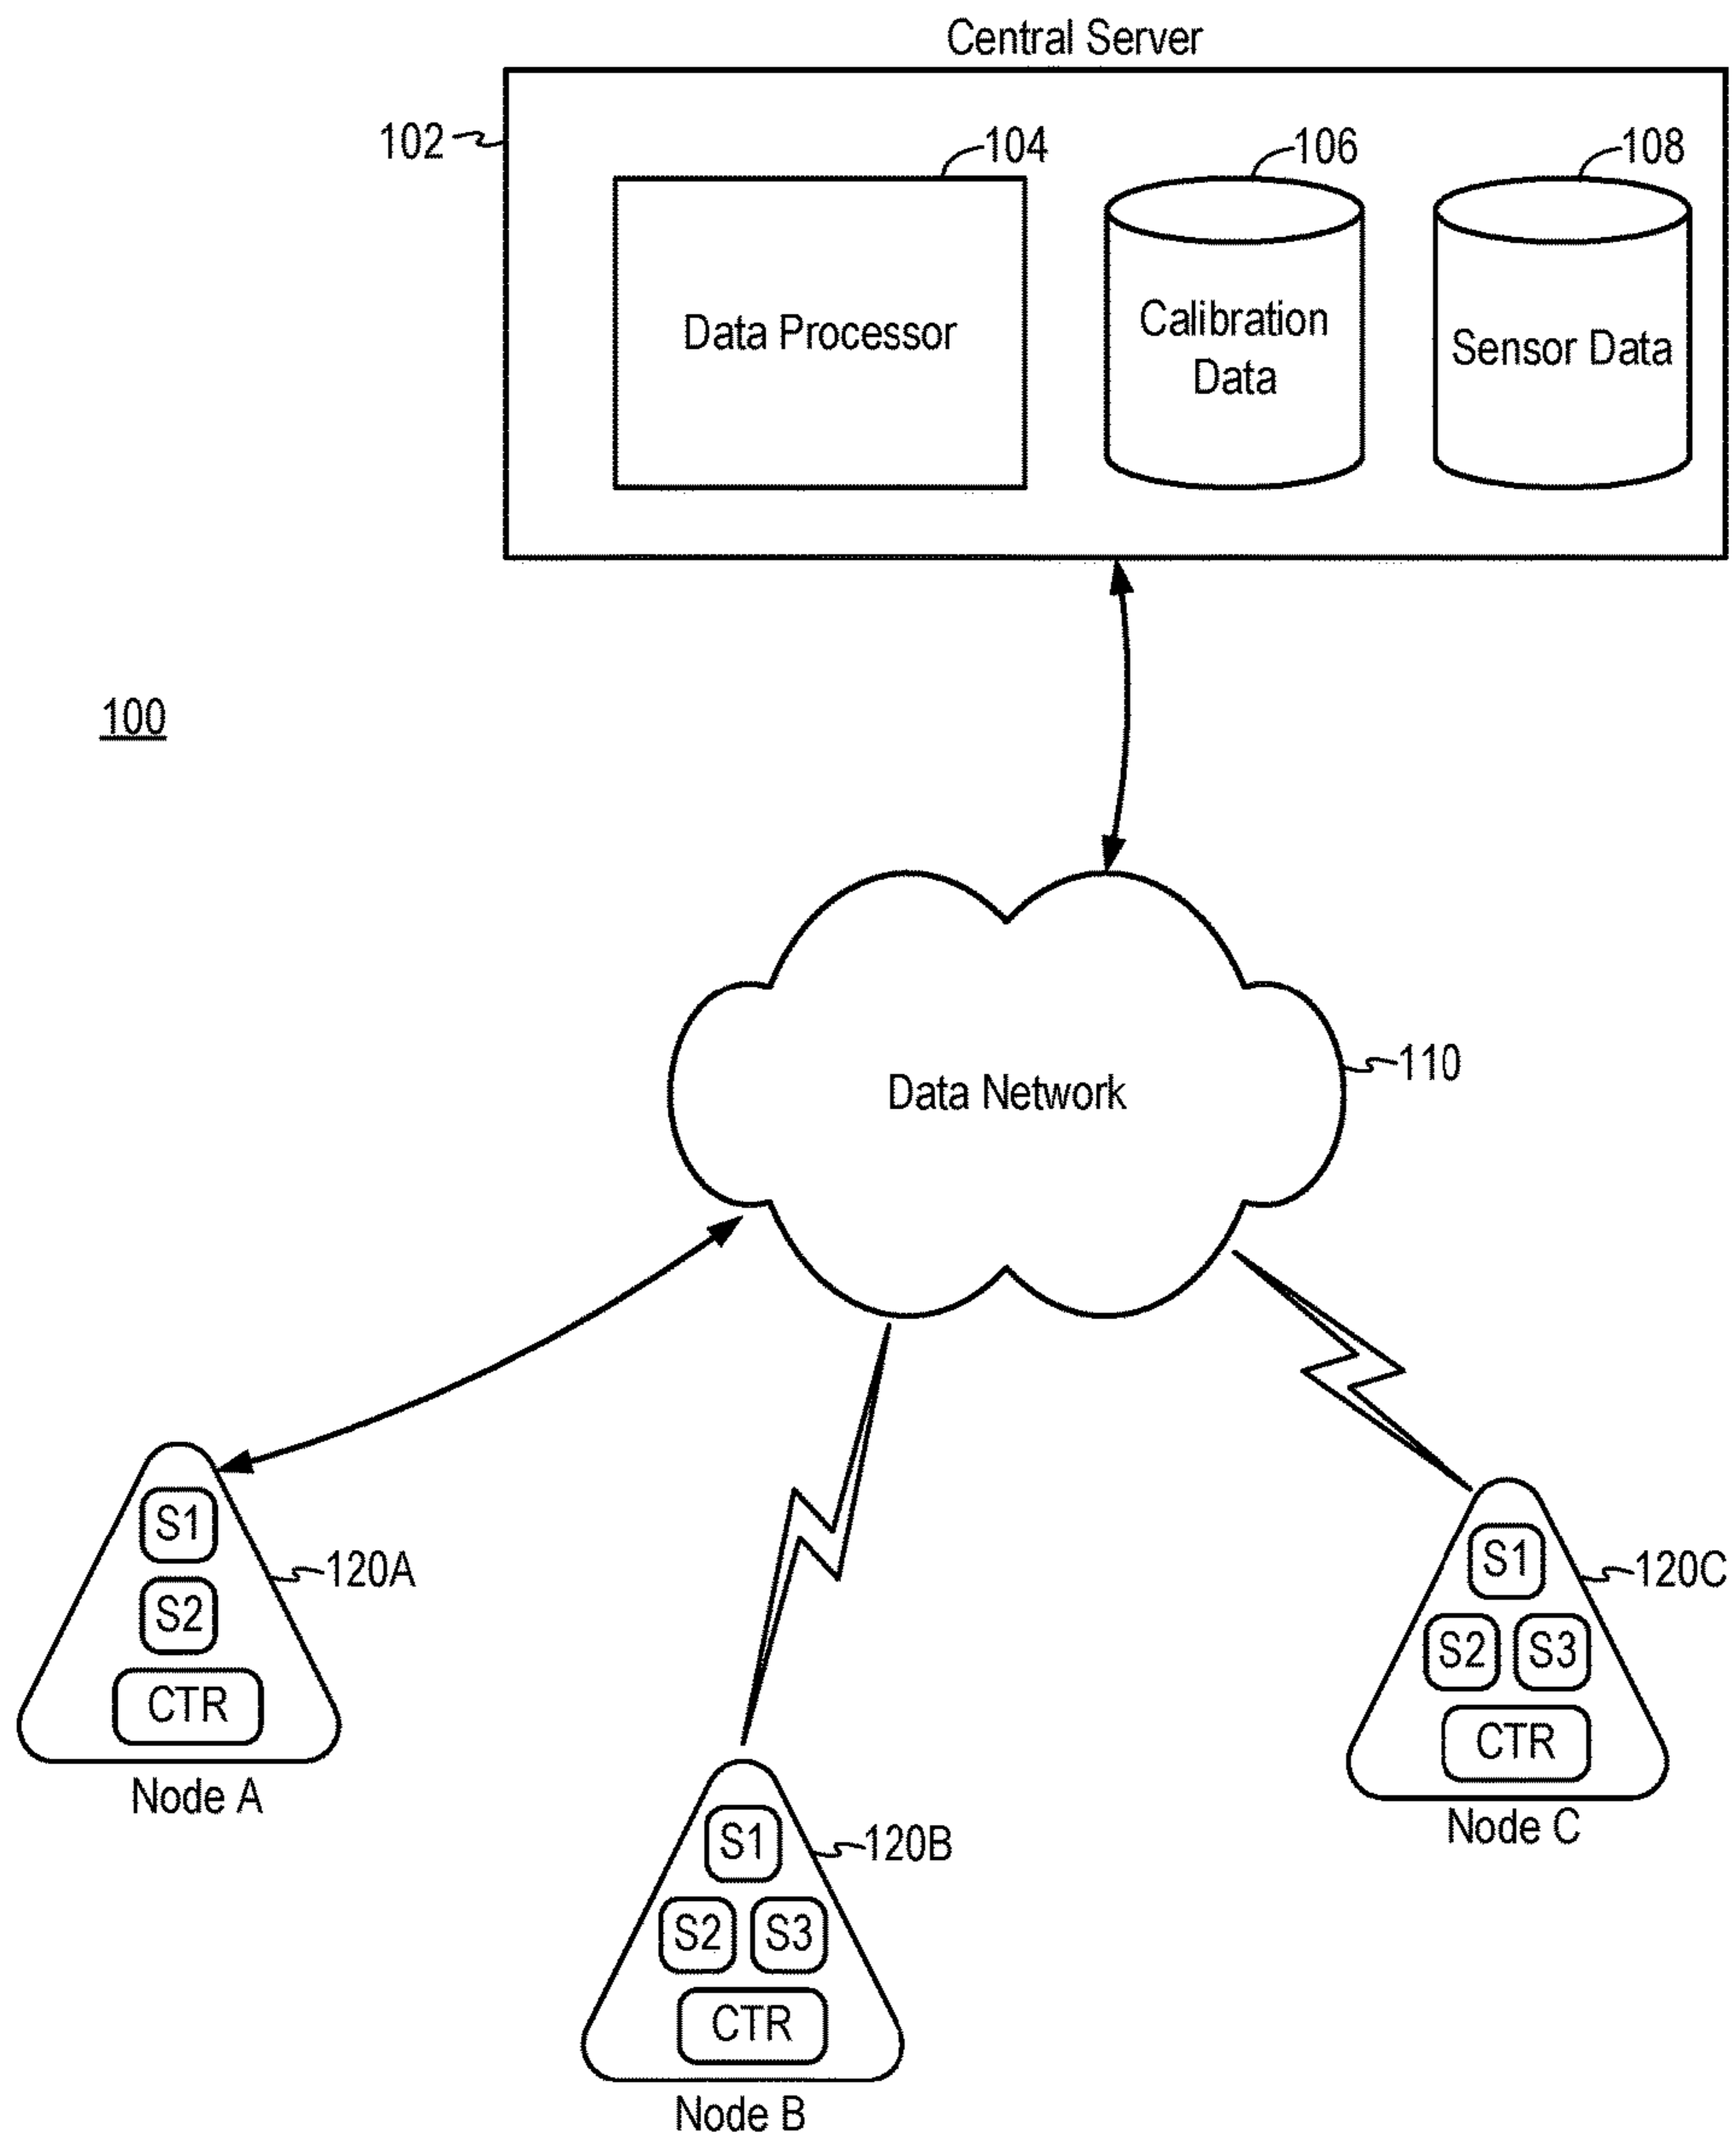 Central Server
102
104
106
108
Data Processor
Calibration
Data
Sensor Data
100
110
Data Network
S1
120A
S2
CTR
Node A
S1
120C
S2 S3
CTR
Node C
S1
120B
S2 S3
CTR
Node B